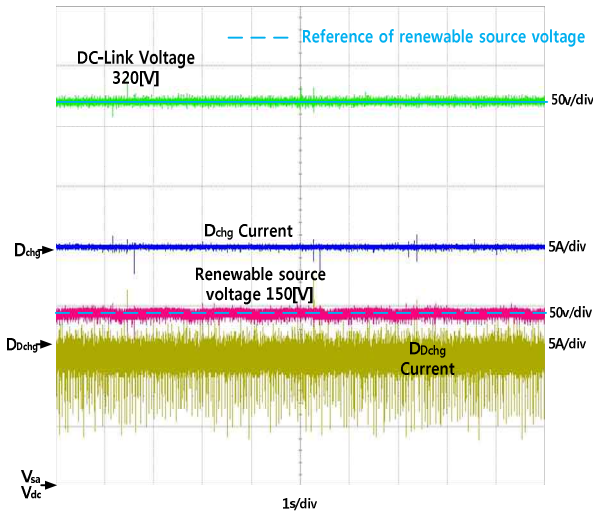 Reference of renewable source voltage
DC-Link Voltage
320[V]
50v/div
Dchg Current
Dchg
5A/div
Renewable source
voltage 150[V]
50v/div
DDchg
5A/div
DDchg
Current
Vsa
Vdc
1s/div